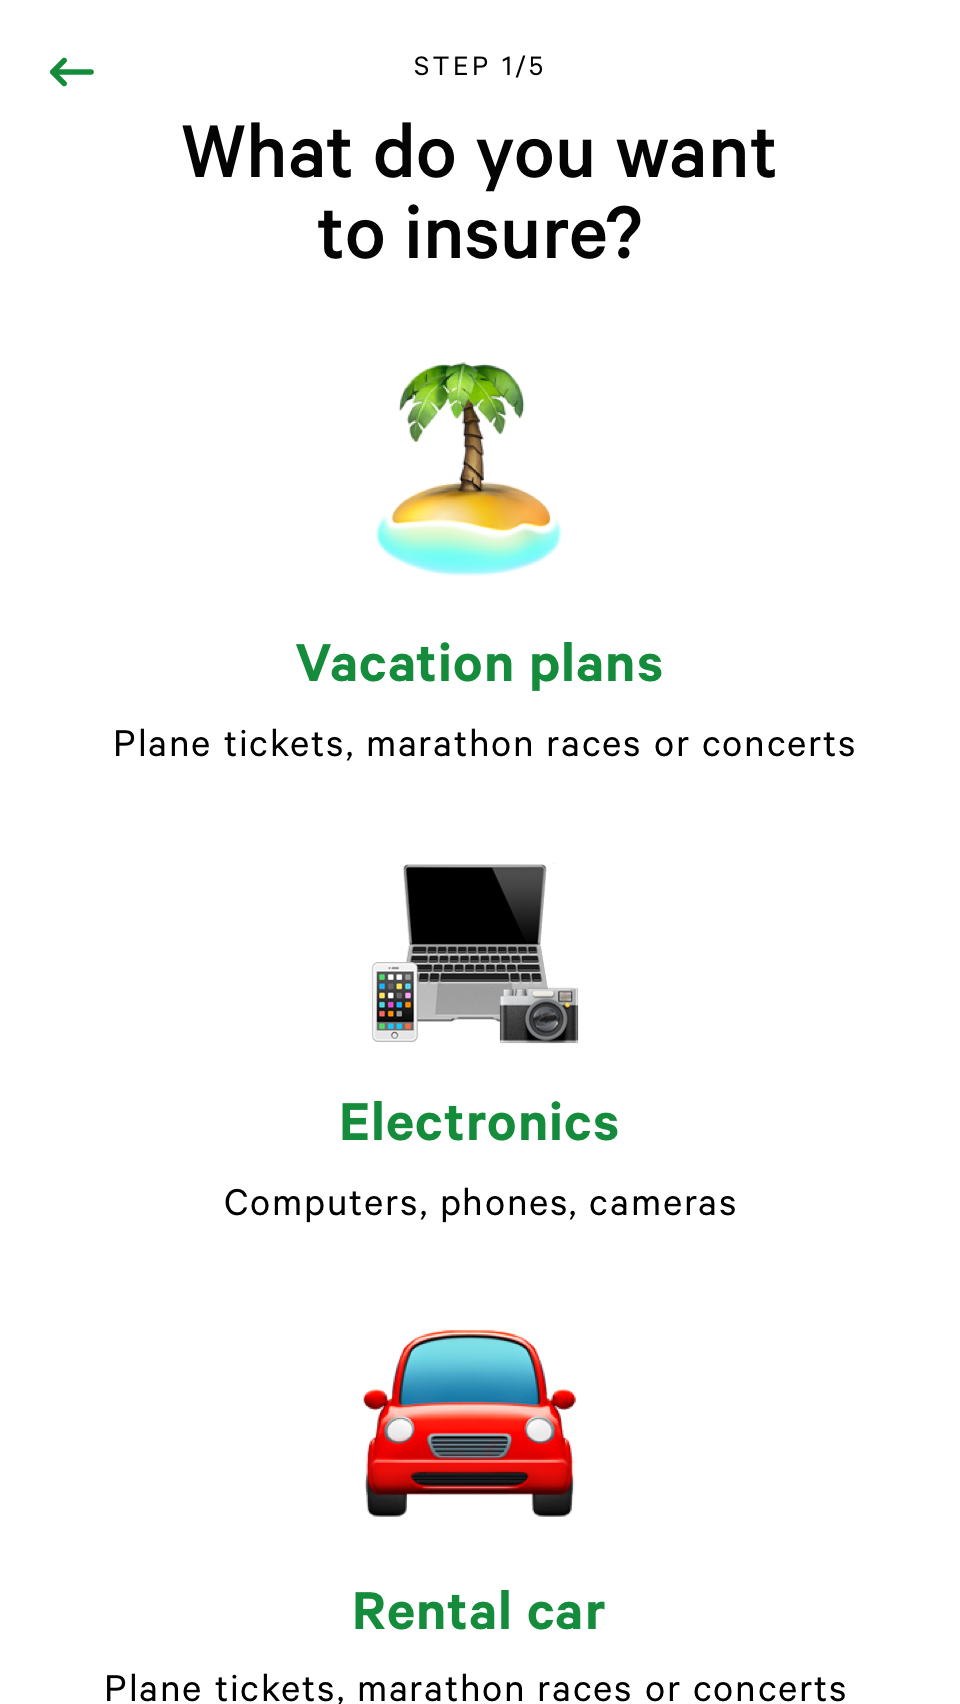 STEP 1/5
What do you want
to insure?
Vacation plans
Plane tickets, marathon races or concerts
Electronics
Computers, phones, cameras
Rental car
Plane tickets, marathon races or concerts